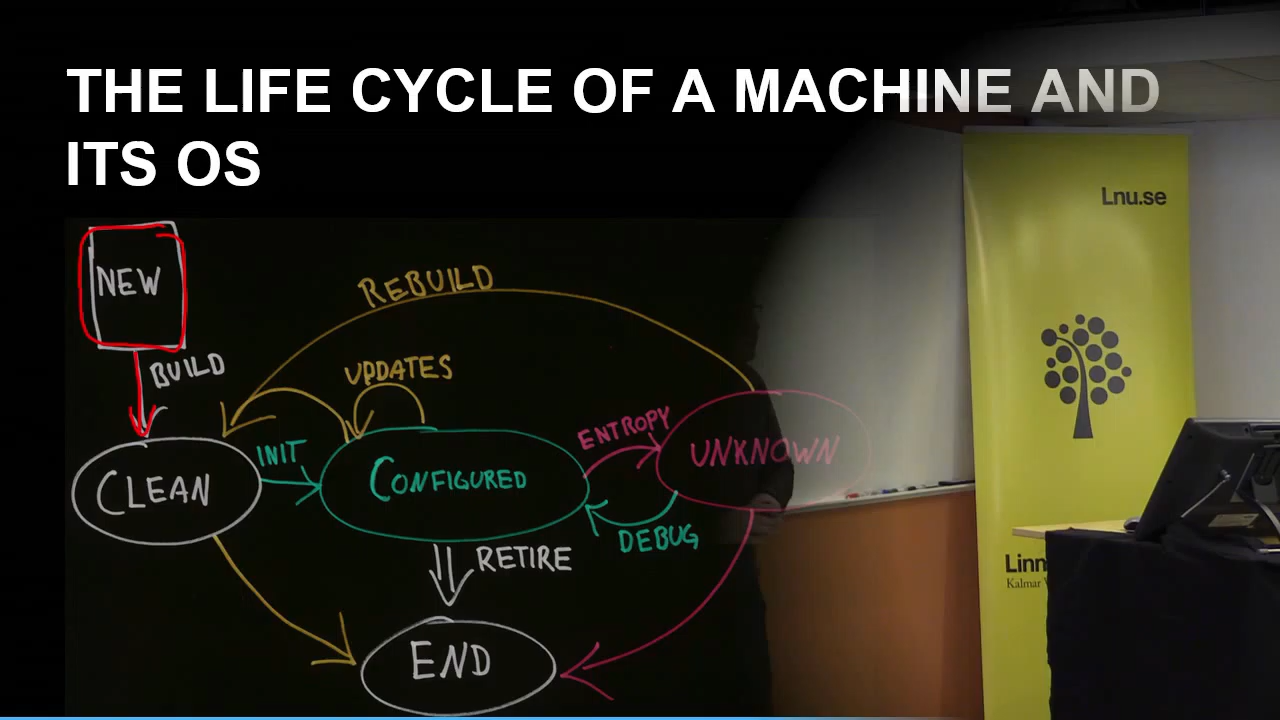 THE LIFE CYCLE OF A MACHINE AND
ITS OS
Lnu.se
NEW
REBUILD
BUILD
UPDATES
ENTROPY
INIT
UNKNOWN
CLEAN
CONFIGURED
DEBUG
RETIRE
Kalmar
END